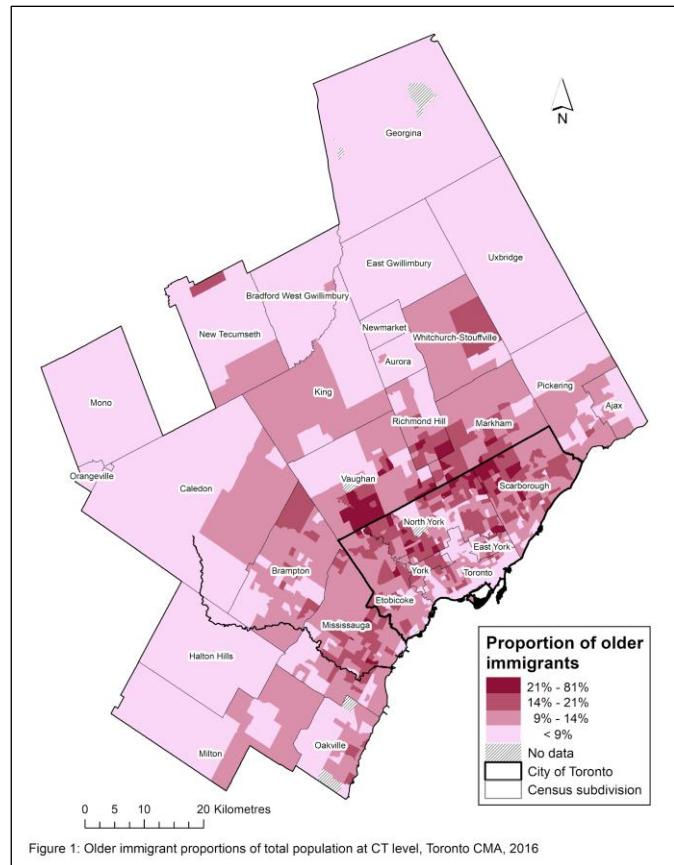 Georgina
N
Uxbridge
East Gwillimbury
Bradford West Gwillimbury
New Tecumseth
Newmarket
Whitchurch-Stouffville
Aurora
Pickering
King
Mono
Ajax
Richmond Hill
Markham
Orangeville
Vaughan
Caledon
Scarborough
North York
East York
Brampton
York
Toronto
Etobicoke
Mississauga
Halton Hills
Oakville
Milton
Proportion of older
immigrants
21% - 81%
14% - 21%
9% - 14%
< 9%
No data
City of Toronto
Census subdivision
0 5 10 20 Kilometres
Figure 1: Older immigrant proportions of total population at CT level, Toronto CMA, 2016